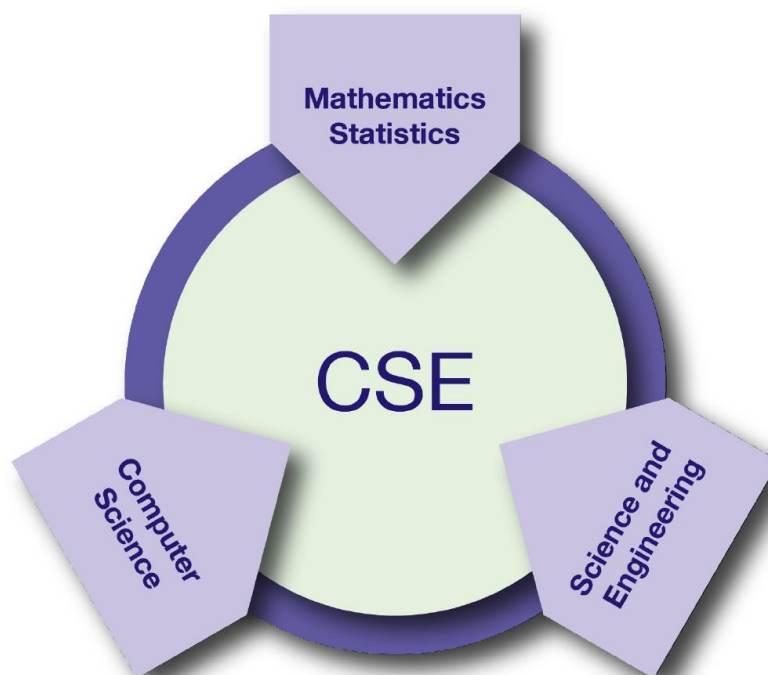 Mathematics
Statistics
CSE
Computer
Science
Science and
Engineering